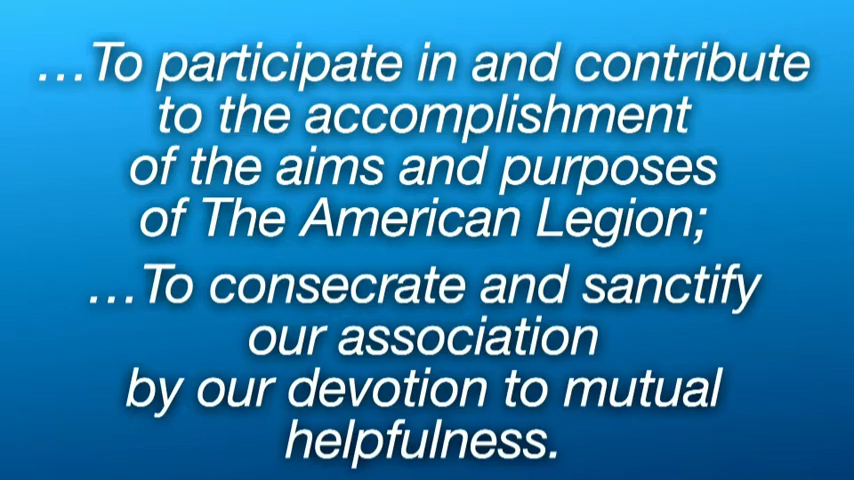 …To participate in and contribute
to the accomplishment
of the aims and purposes
of The American Legion;
…To consecrate and sanctify
our association
by our devotion to mutual
helpfulness.